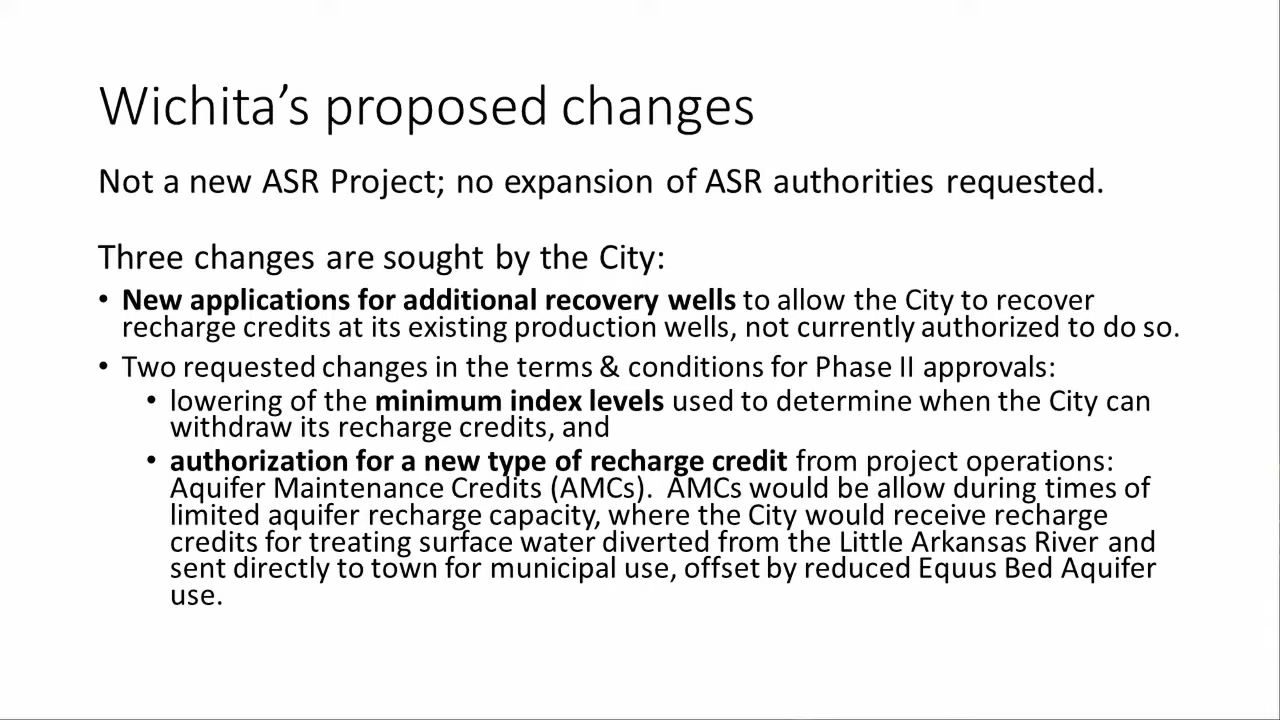 Wichita’s proposed changes
Not a new ASR Project; no expansion of ASR authorities requested.
Three changes are sought by the City:
• New applications for additional recovery wells to allow the City to recover
recharge credits at its existing production wells, not currently authorized to do so.
• Two requested changes in the terms & conditions for Phase II approvals:
• lowering of the minimum index levels used to determine when the City can
withdraw its recharge credits, and
• authorization for a new type of recharge credit from project operations:
Aquifer Maintenance Credits (AMCs).  AMCs would be allow during times of
limited aquifer recharge capacity, where the City would receive recharge
credits for treating surface water diverted from the Little Arkansas River and
sent directly to town for municipal use, offset by reduced Equus Bed Aquifer
use.